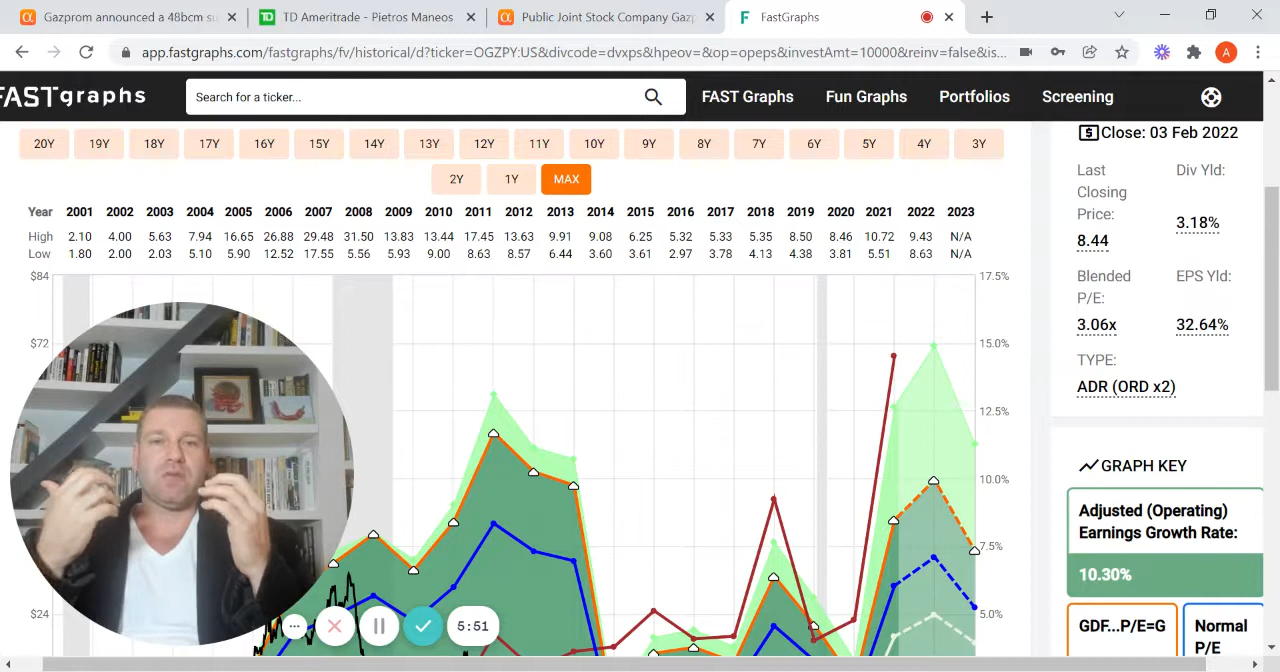 Gazprom announced a 48bcm su
TD Ameritrade - Pietros Maneos
Public Joint Stock Company Gazp
FastGraphs
app.fastgraphs.com/fastgraphs/fv/historical/d?ticker=OGZPY:US&divcode=dvxps&hpeov=&op=opeps&investAmt=10000&reinv=false&is...
A
FASTgraphs
Search for a ticker...
FAST Graphs Fun Graphs Portfolios Screening
20Y 19Y 18Y 17Y 16Y 15Y 14Y 13Y 12Y 11Y 10Y 9Y 8Y 7Y 6Y 5Y 4Y 3Y
2Y 1Y MAX
Year 2001 2002 2003 2004 2005 2006 2007 2008 2009 2010 2011 2012 2013 2014 2015 2016 2017 2018 2019 2020 2021 2022 2023
High 2.10 4.00 5.63 7.94 16.65 26.88 29.48 31.50 13.83 13.44 17.45 13.63 9.91 9.08 6.25 5.32 5.33 5.35 8.50 8.46 10.72 9.43 N/A
Low 1.80 2.00 2.03 5.10 5.90 12.52 17.55 5.56 5.93 9.00 8.63 8.57 6.44 3.60 3.61 2.97 3.78 4.13 4.38 3.81 5.51 8.63 N/A
$84
$72
$24
17.5%
15.0%
12.5%
10.0%
7.5%
5.0%
5:51
Close: 03 Feb 2022
Last
Closing
Price:
8.44
Div Yld:
3.18%
Blended
P/E:
3.06x
EPS Yld:
32.64%
TYPE:
ADR (ORD x2)
GRAPH KEY
Adjusted (Operating)
Earnings Growth Rate:
10.30%
GDF...P/E=G
Normal
P/E